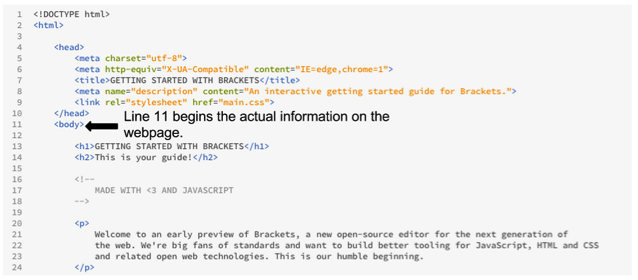 1 <!DOCTYPE html>
2 <html>
3
4 <head>
5 <meta charset="utf-8">
6 <meta http-equiv="X-UA-Compatible" content="IE=edge,chrome=1">
7 <title>GETTING STARTED WITH BRACKETS</title>
8 <meta name="description" content="An interactive getting started guide for Brackets.">
9 <link rel="stylesheet" href="main.css">
10 </head>
11 <body> Line 11 begins the actual information on the
12 webpage.
13 <h1>GETTING STARTED WITH BRACKETS</h1>
14 <h2>This is your guide!</h2>
15
16 <!--
17 MADE WITH <3 AND JAVASCRIPT
18 -->
19
20 <p>
21 Welcome to an early preview of Brackets, a new open-source editor for the next generation of
22 the web. We're big fans of standards and want to build better tooling for JavaScript, HTML and CSS
23 and related open web technologies. This is our humble beginning.
24 </p>